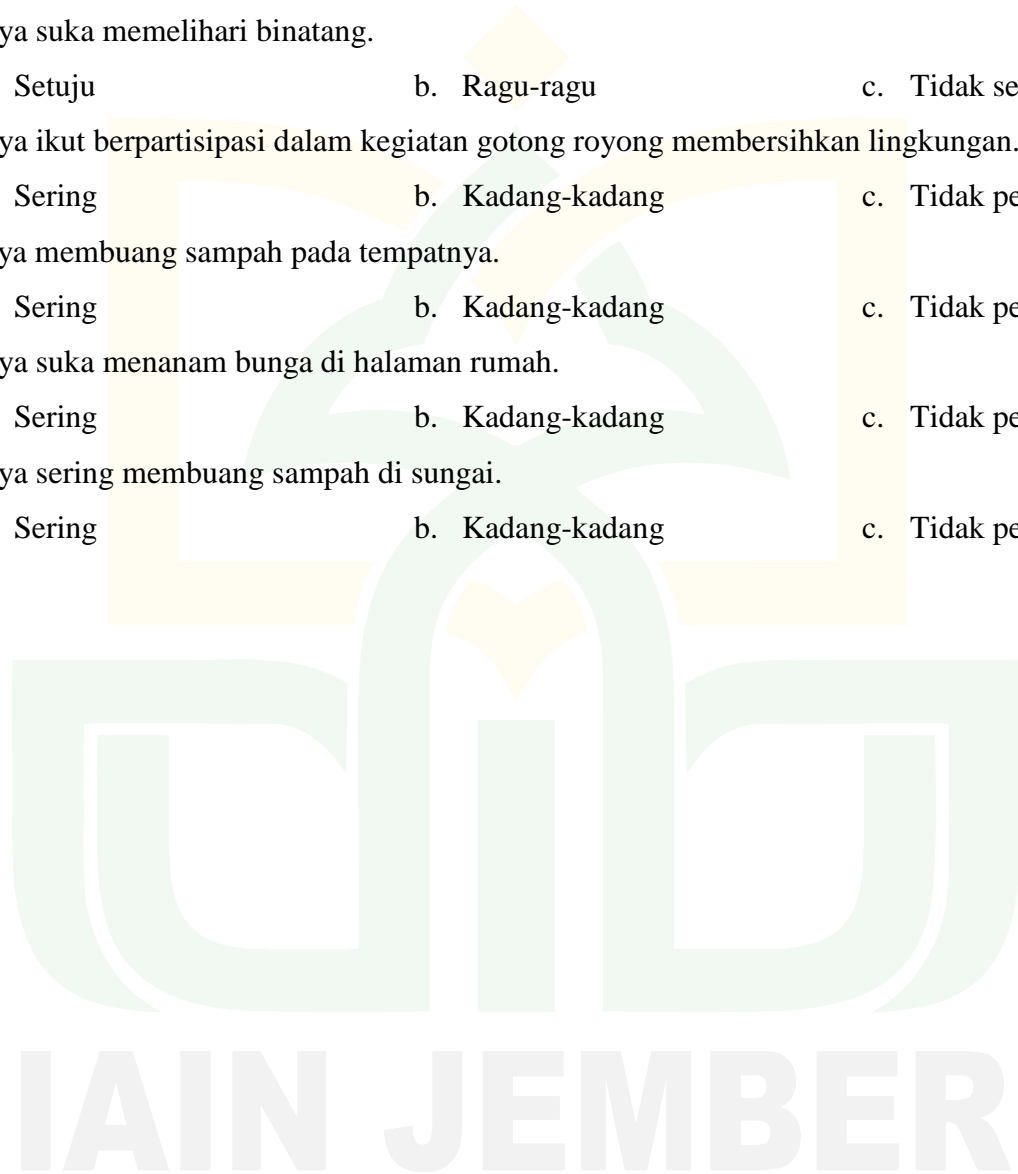 ya suka memelihari binatang.
Setuju b. Ragu-ragu c. Tidak se
ya ikut berpartisipasi dalam kegiatan gotong royong membersihkan lingkungan.
Sering b. Kadang-kadang c. Tidak pe
ya membuang sampah pada tempatnya.
Sering b. Kadang-kadang c. Tidak pe
ya suka menanam bunga di halaman rumah.
Sering b. Kadang-kadang c. Tidak pe
ya sering membuang sampah di sungai.
Sering b. Kadang-kadang c. Tidak pe
IAIN JEMBER